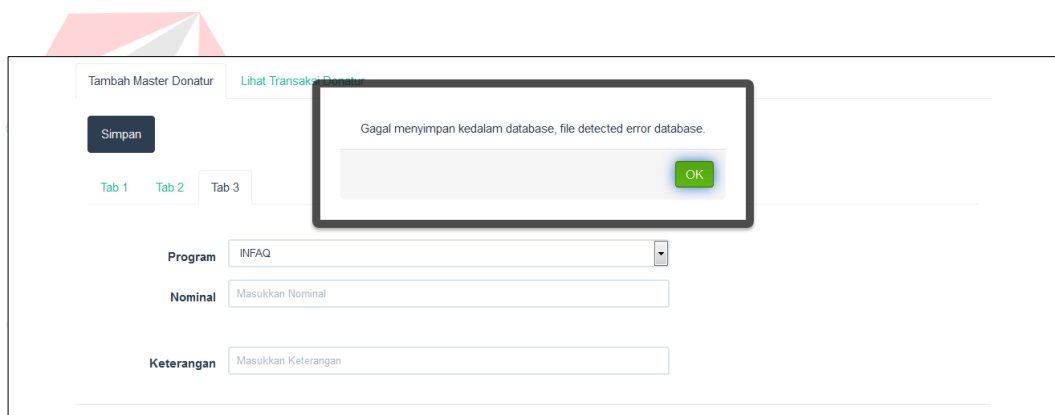 Tambah Master Donatur
Lihat Transaksi Donatur
Gagal menyimpan kedalam database, file detected error database.
Simpan
OK
Tab 1
Tab 2
Tab 3
Program
INFAQ
Nominal
Masukkan Nominal
Keterangan
Masukkan Keterangan